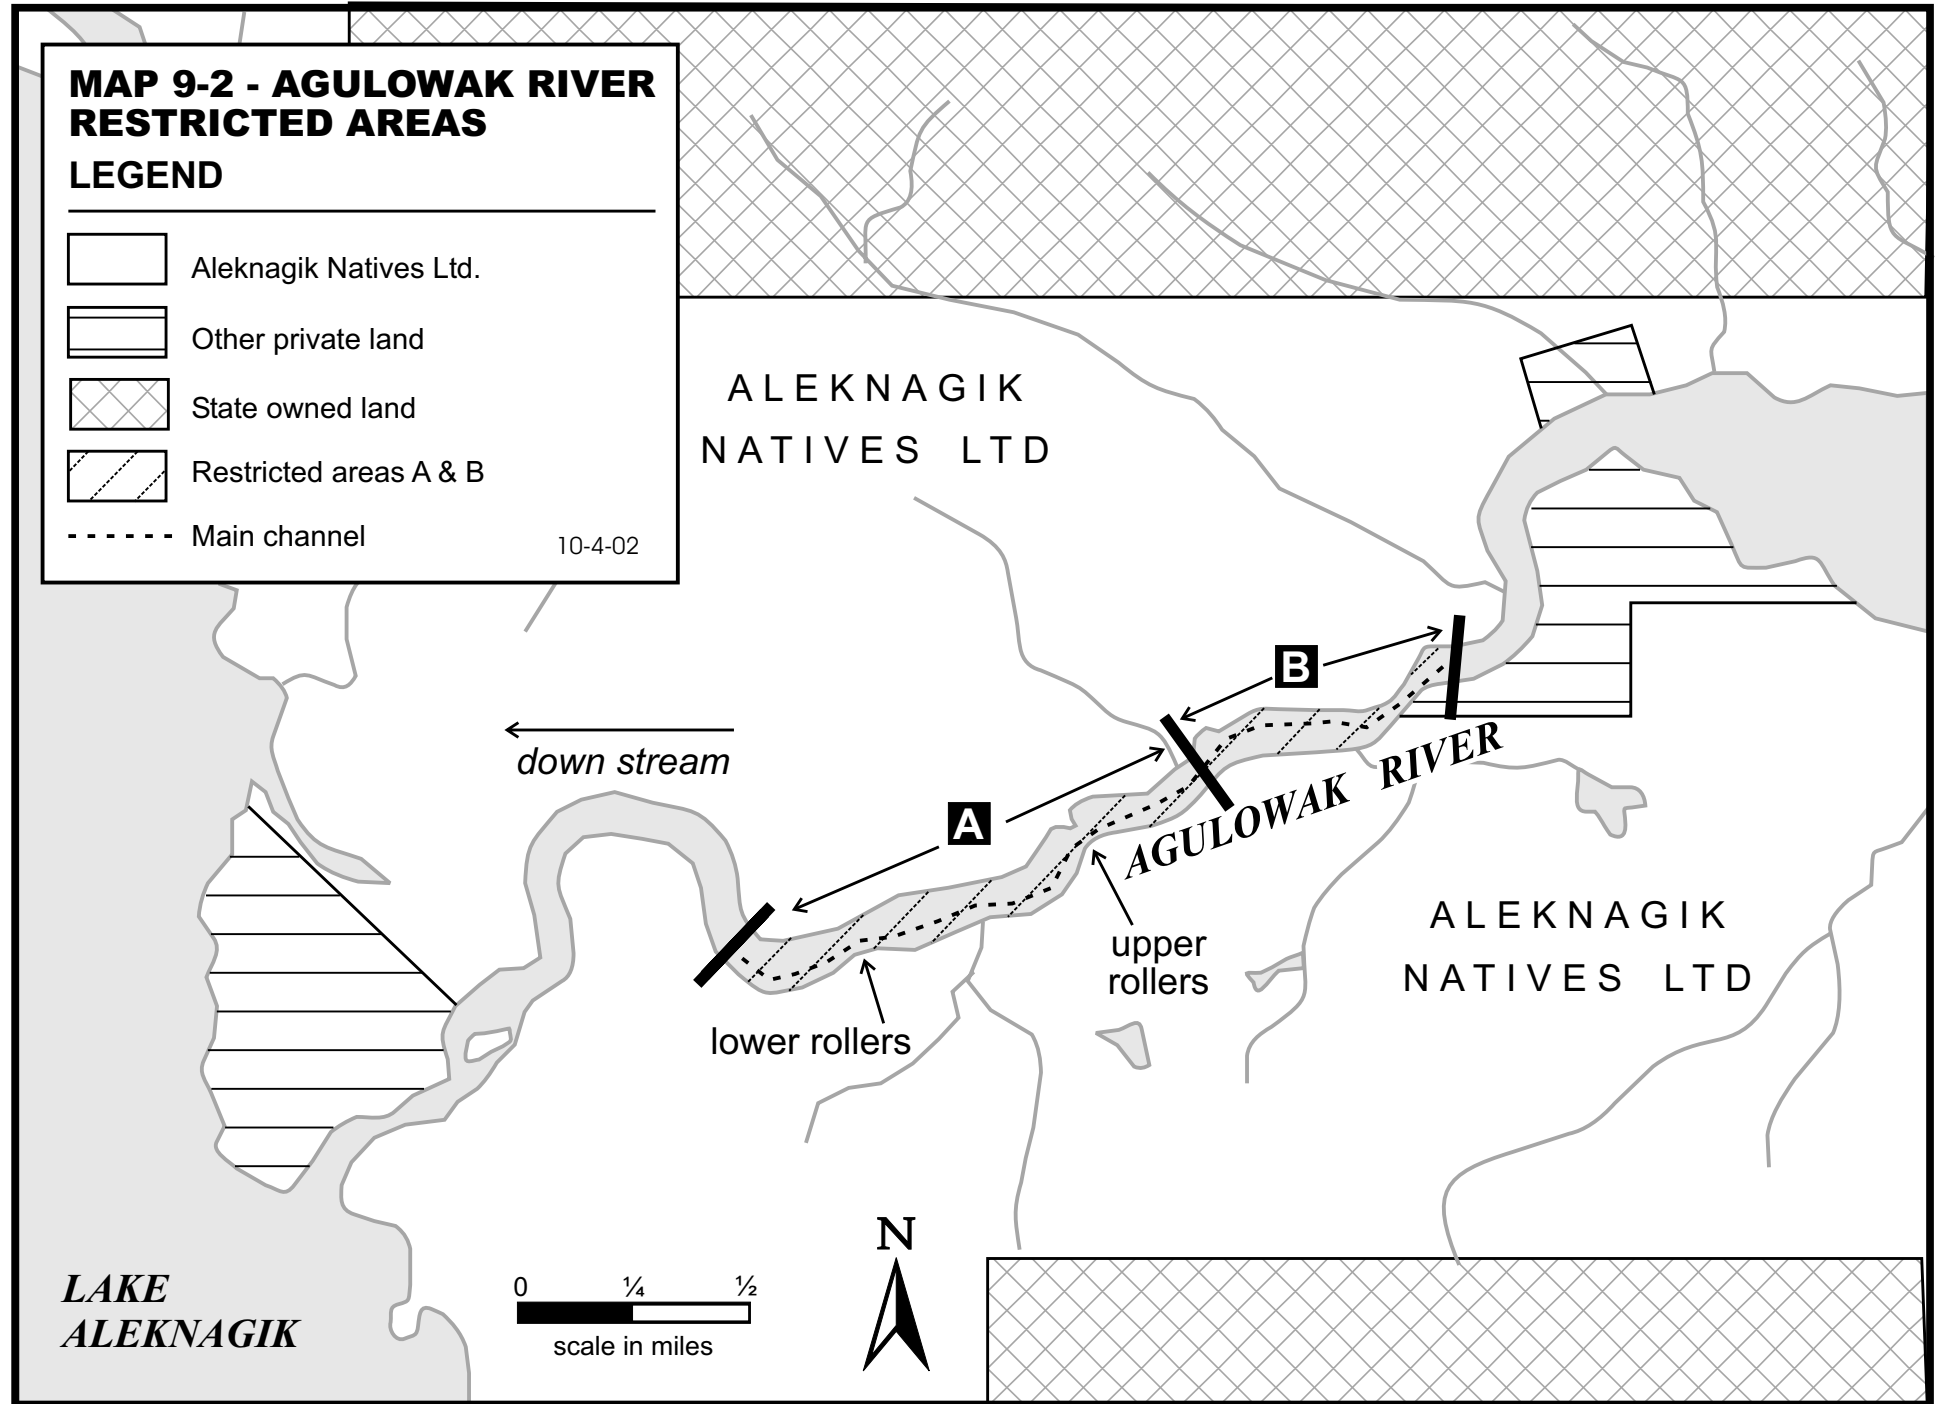 MAP 9-2 - AGULOWAK RIVER
RESTRICTED AREAS
LEGEND
Aleknagik Natives Ltd.
Other private land
State owned land
Restricted areas A & B
Main channel
10-4-02
ALEKNAGIK
NATIVES LTD
B
down stream
A
AGULOWAK RIVER
upper
rollers
lower rollers
ALEKNAGIK
NATIVES LTD
N
0 ¼ ½
scale in miles
LAKE
ALEKNAGIK